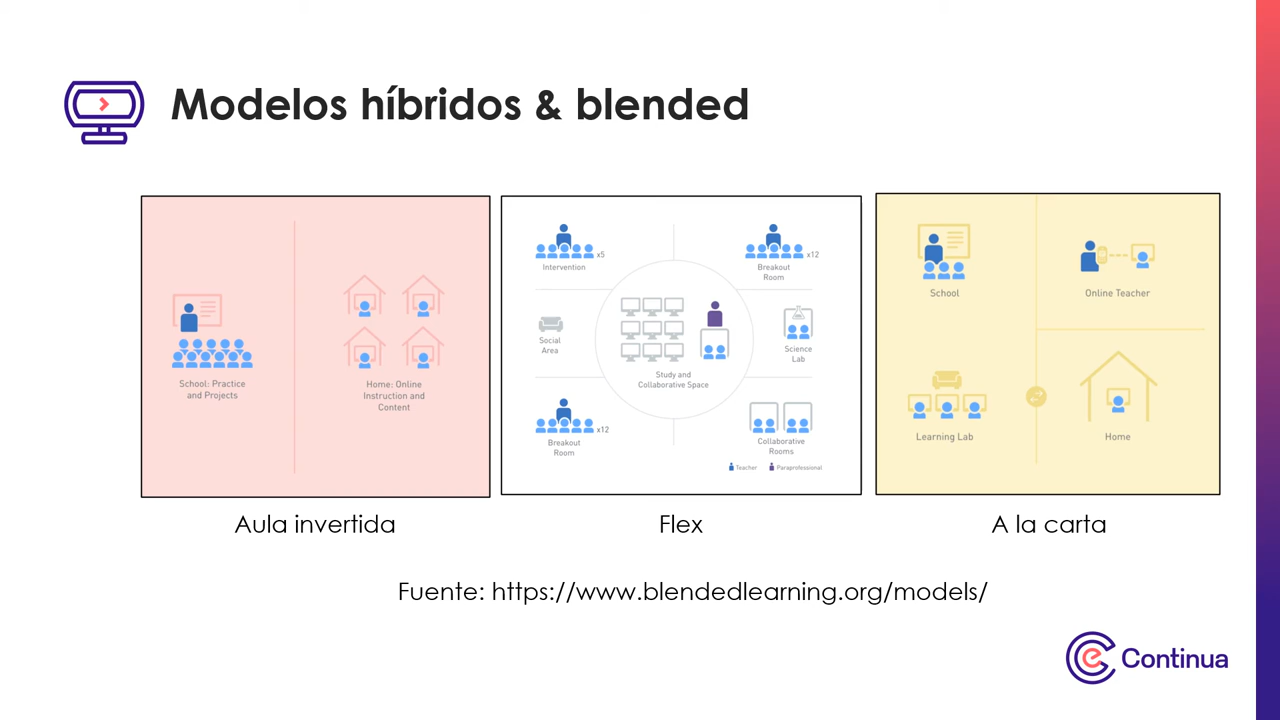 Modelos híbridos & blended
School: Practice
and Projects
Home: Online
Instruction and
Content
Intervention
x5
Breakout
Room
x12
Social
Area
Study and
Collaborative Space
Science
Lab
Breakout
Room
x12
Collaborative
Rooms
Teacher
Paraprofessional
School
Online Teacher
Learning Lab
Home
Aula invertida
Flex
A la carta
Fuente: https://www.blendedlearning.org/models/
e Continua